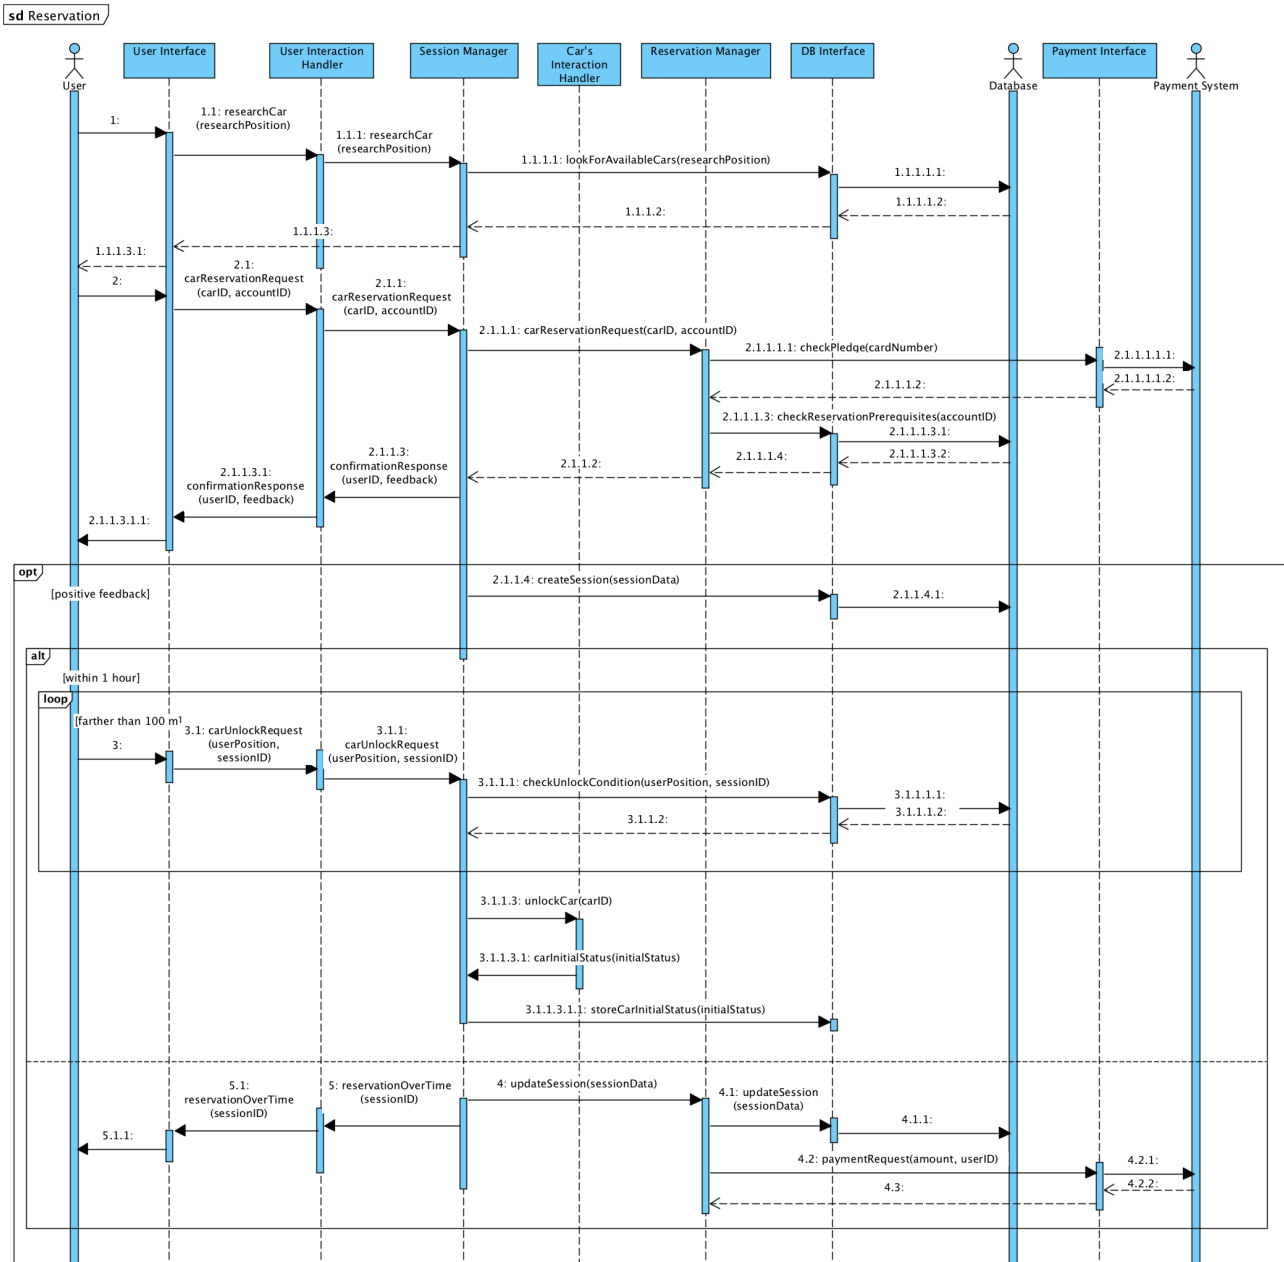 sd Reservation
User Interface
User Interaction
Handler
Session Manager
Car's
Interaction
Handler
Reservation Manager
DB Interface
Payment Interface
User
Database
Payment System
1:
1.1: researchCar
(researchPosition)
1.1.1: researchCar
(researchPosition)
1.1.1.1: lookForAvailableCars(researchPosition)
1.1.1.1.1:
1.1.1.1.2:
1.1.1.2:
1.1.1.3:
1.1.1.3.1:
2:
2.1:
carReservationRequest
(carID, accountID)
2.1.1:
carReservationRequest
(carID, accountID)
2.1.1.1: carReservationRequest(carID, accountID)
2.1.1.1.1: checkPledge(cardNumber)
2.1.1.1.1.1:
2.1.1.1.1.2:
2.1.1.1.2:
2.1.1.1.3: checkReservationPrerequisites(accountID)
2.1.1.1.3.1:
2.1.1.1.3.2:
2.1.1.1.4:
2.1.1.2:
2.1.1.3:
confirmationResponse
(userID, feedback)
2.1.1.3.1:
confirmationResponse
(userID, feedback)
2.1.1.3.1.1:
opt
[positive feedback]
2.1.1.4: createSession(sessionData)
2.1.1.4.1:
alt
[within 1 hour]
loop
[farther than 100 m]
3:
3.1: carUnlockRequest
(userPosition,
sessionID)
3.1.1:
carUnlockRequest
(userPosition, sessionID)
3.1.1.1: checkUnlockCondition(userPosition, sessionID)
3.1.1.1.1:
3.1.1.1.2:
3.1.1.2:
3.1.1.3: unlockCar(carID)
3.1.1.3.1: carInitialStatus(initialStatus)
3.1.1.3.1.1: storeCarInitialStatus(initialStatus)
4: updateSession(sessionData)
4.1: updateSession
(sessionData)
4.1.1:
5: reservationOverTime
(sessionID)
5.1:
reservationOverTime
(sessionID)
5.1.1:
4.2: paymentRequest(amount, userID)
4.2.1:
4.2.2:
4.3: